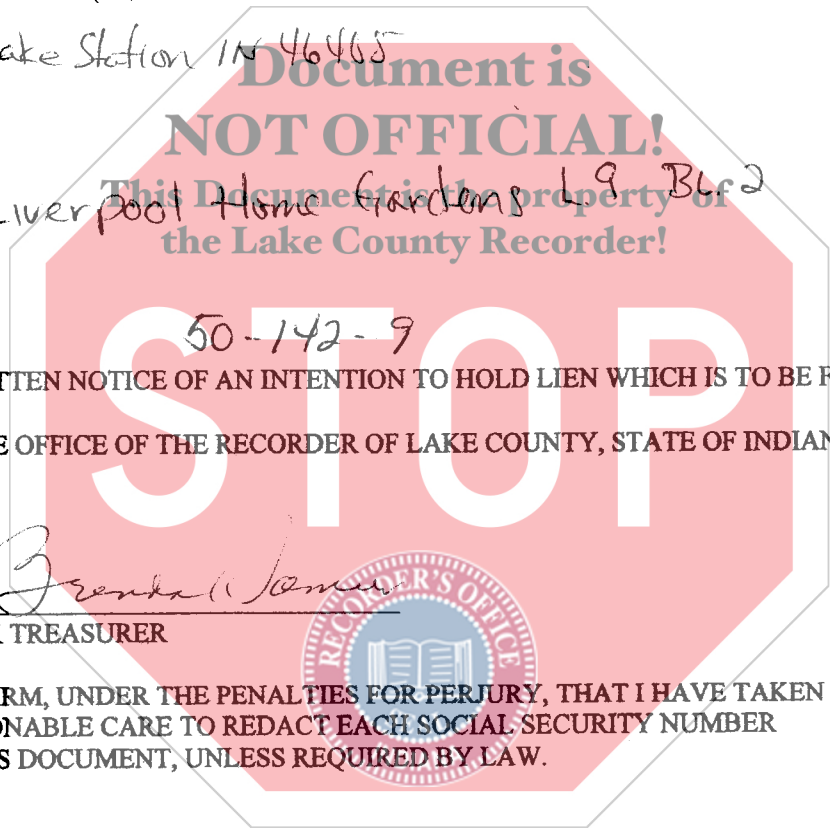 ake Station IN 46405
Document is
NOT OFFICIAL!
This Document is the property of
Liverpool Home Gardens L9 BL. 2
the Lake County Recorder!
STOP
50-142-9
TTEN NOTICE OF AN INTENTION TO HOLD LIEN WHICH IS TO BE F
E OFFICE OF THE RECORDER OF LAKE COUNTY, STATE OF INDIAN
Brenda
TREASURER
RECORDER'S OFFICE
RM, UNDER THE PENALTIES FOR PERJURY, THAT I HAVE TAKEN
ONABLE CARE TO REDACT EACH SOCIAL SECURITY NUMBER
S DOCUMENT, UNLESS REQUIRED BY LAW.